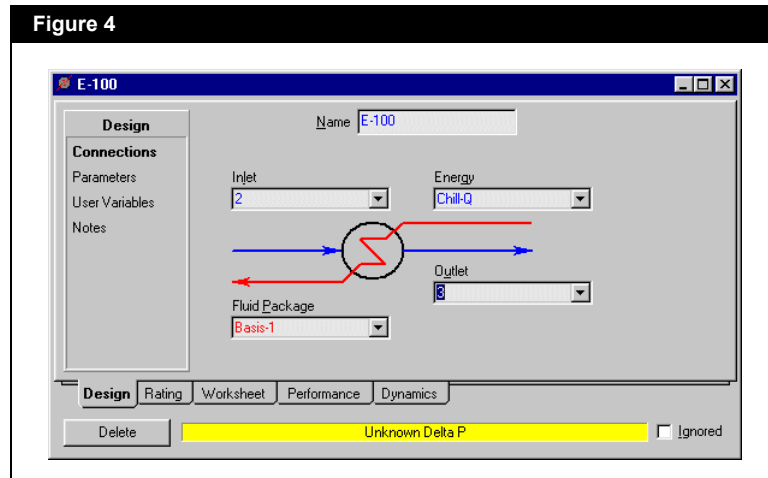 Figure 4
E-100
Design
Connections
Parameters
User Variables
Notes
Name E-100
Inlet
2
Energy
Chill-Q
Outlet
3
Fluid Package
Basis-1
Design Rating Worksheet Performance Dynamics
Delete Unknown Delta P Ignored